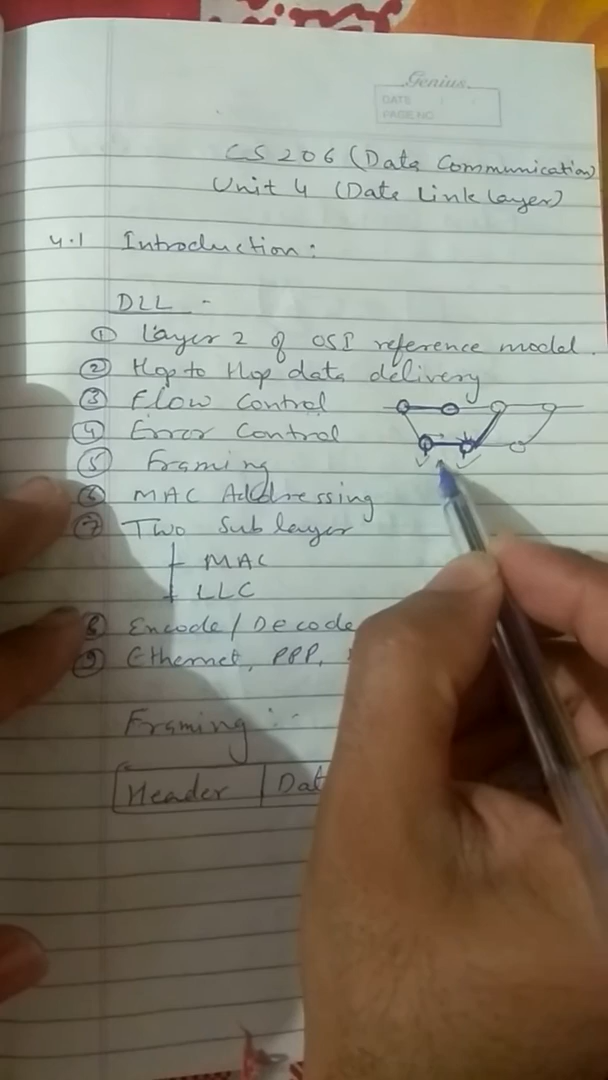 Genius
DATE
PAGE NO
CS 206 (Data Communication)
Unit 4 (Date Link layer)
4.1 Introduction:
DLL -
① Layer 2 of OSI reference model.
② Hop to Hop data delivery
③ Flow Control
④ Error Control
⑤ Framing
⑥ MAC Addressing
⑦ Two Sub layer
MAC
LLC
⑧ Encode / Decode
⑨ Ethernet, PPP,
Framing :-
Header | Dat